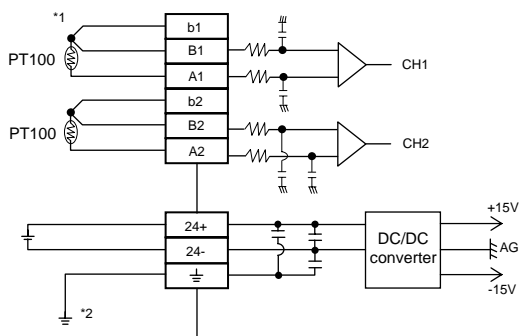 *1
PT100
b1
B1
A1
CH1
PT100
b2
B2
A2
CH2
24+
24-
DC/DC
converter
+15V
AG
-15V
*2